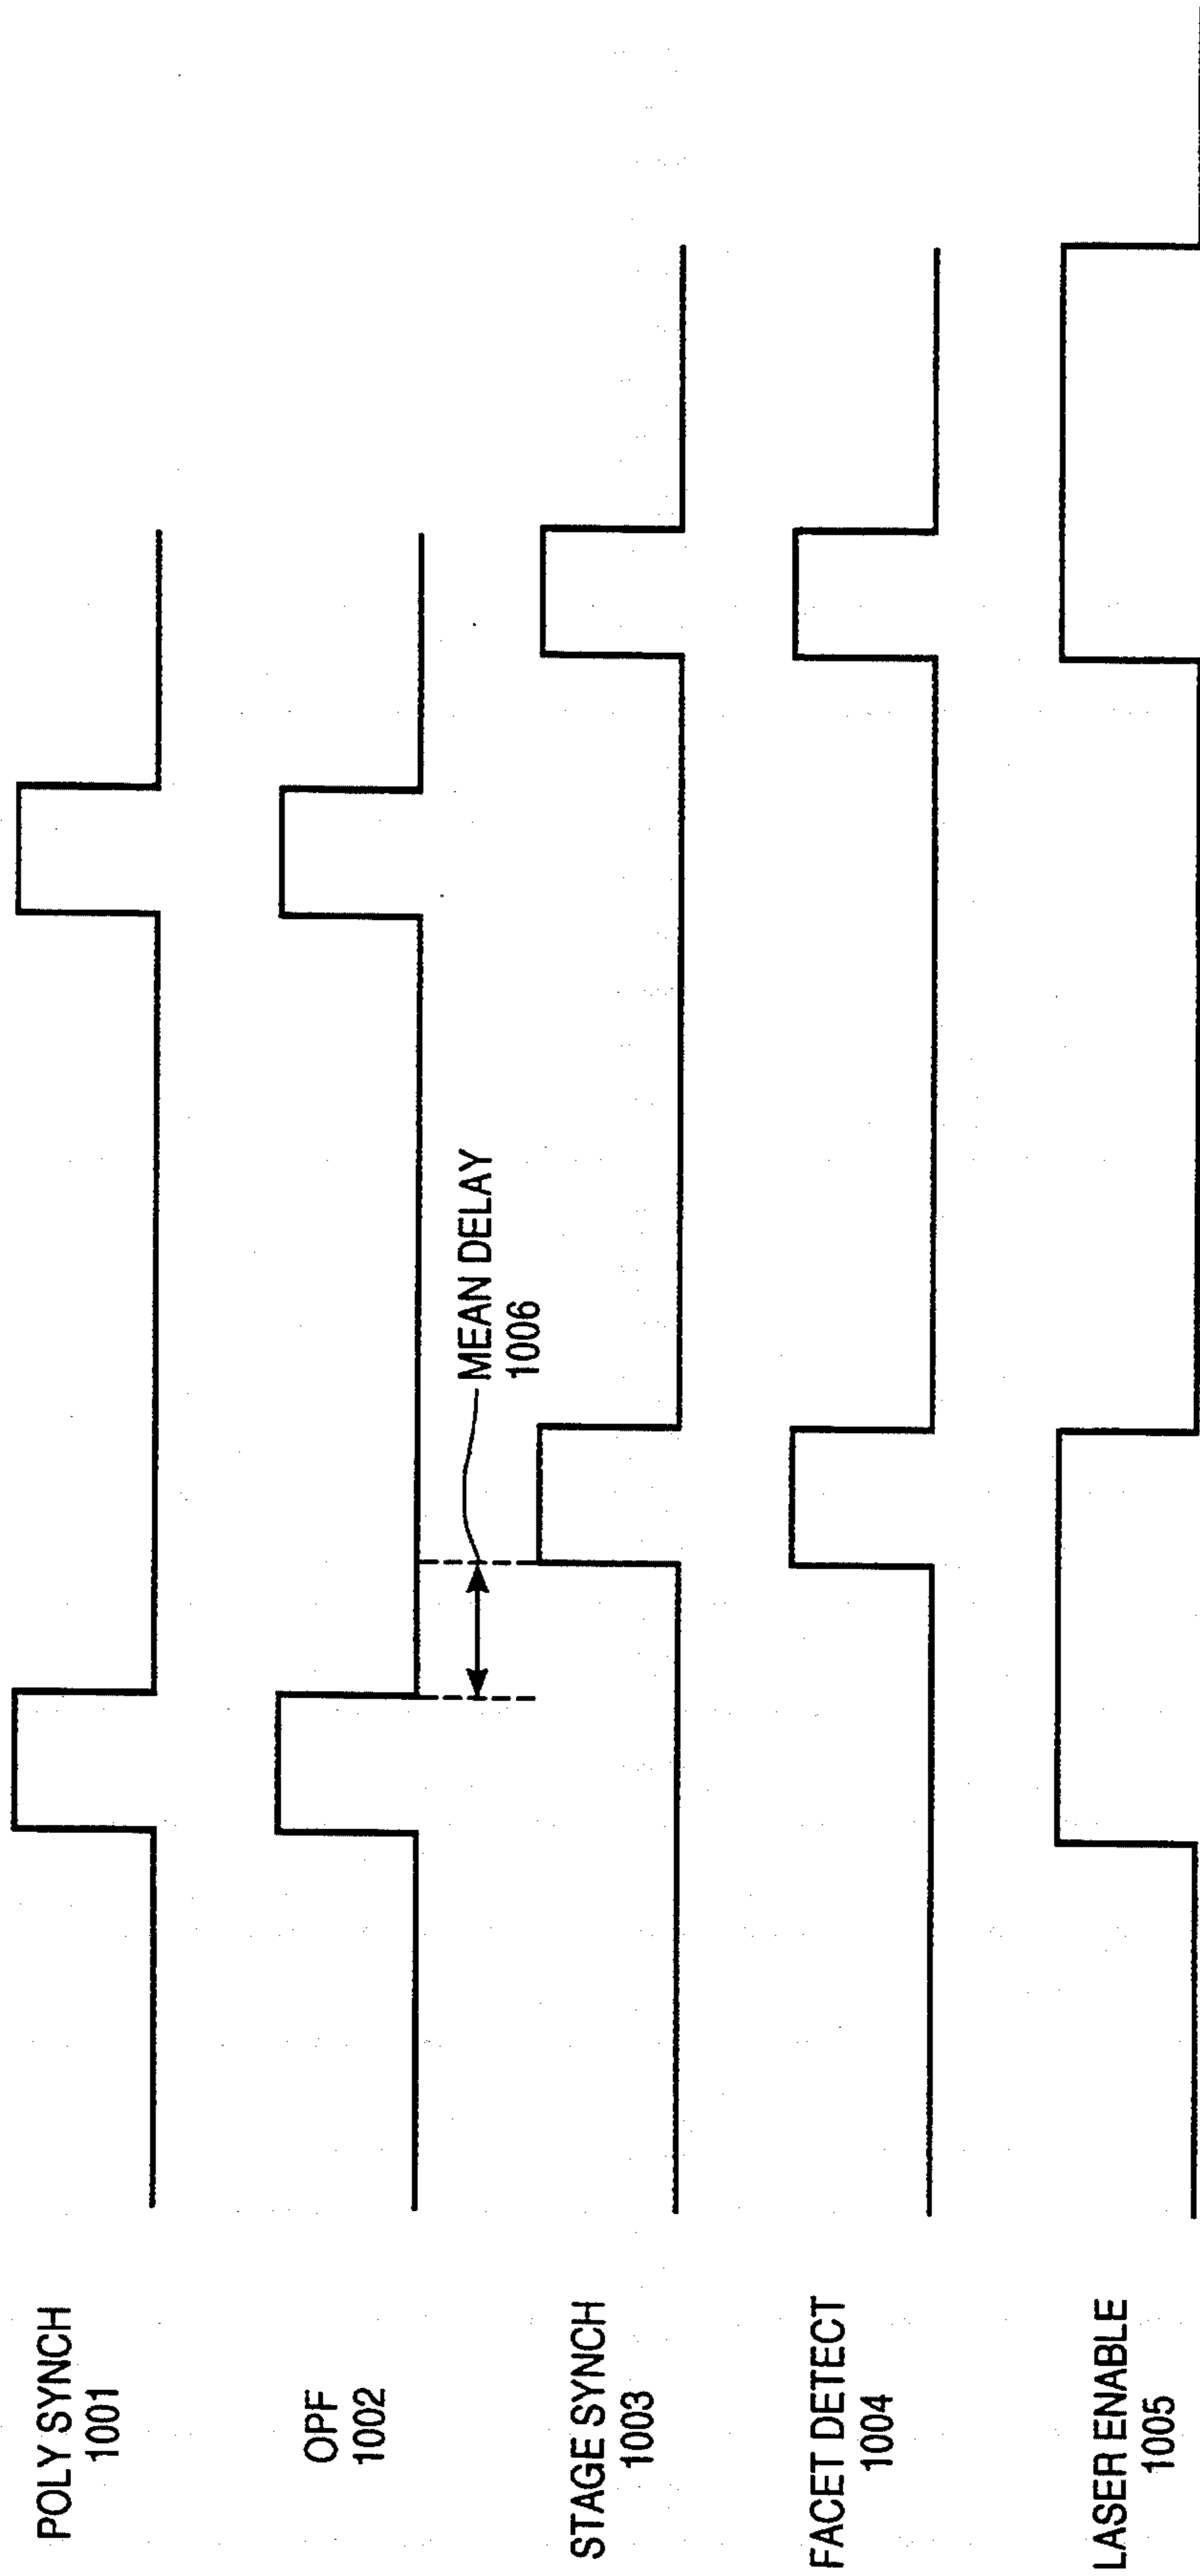 POLY SYNCH
1001
OPF
1002
MEAN DELAY
1006
STAGE SYNCH
1003
FACET DETECT
1004
LASER ENABLE
1005